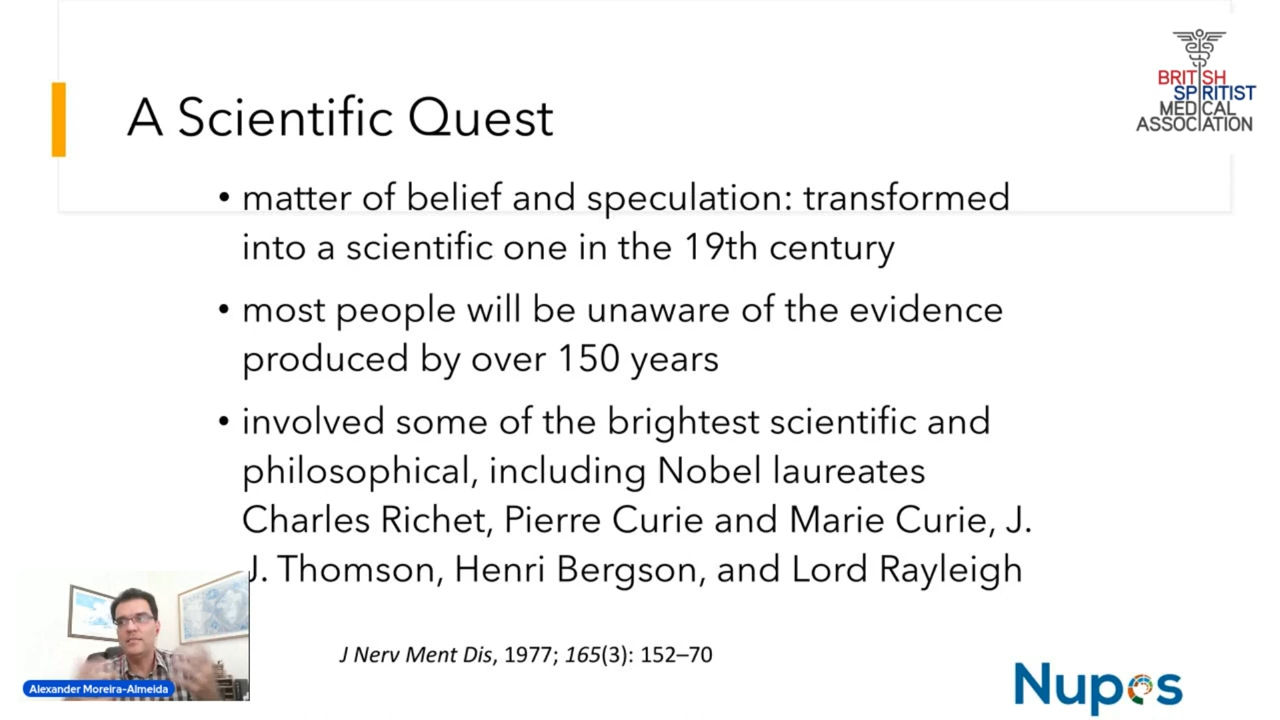 BRITISH
SPIRITIST
MEDICAL
ASSOCIATION
A Scientific Quest
• matter of belief and speculation: transformed
into a scientific one in the 19th century
• most people will be unaware of the evidence
produced by over 150 years
• involved some of the brightest scientific and
philosophical, including Nobel laureates
Charles Richet, Pierre Curie and Marie Curie, J.
J. Thomson, Henri Bergson, and Lord Rayleigh
J Nerv Ment Dis, 1977; 165(3): 152–70
Alexander Moreira-Almeida
Nupes